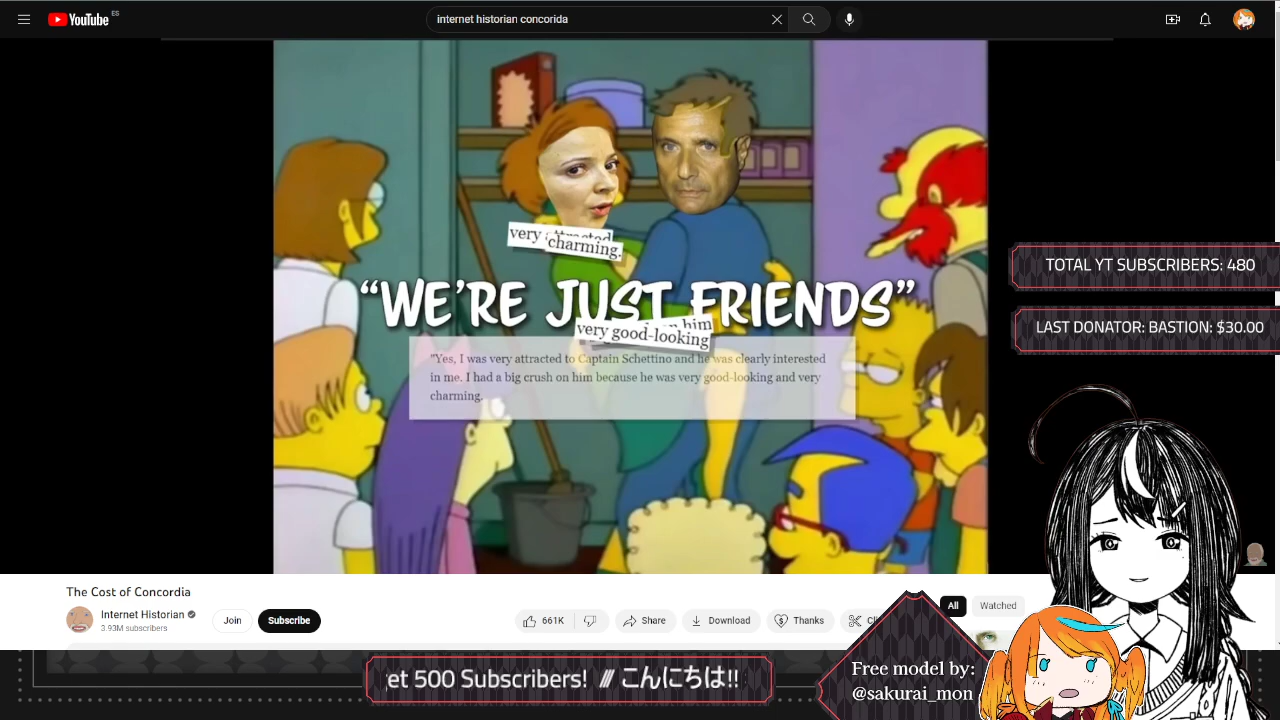 YouTube ES
internet historian concorida
very attracted
charming.
"WE'RE JUST FRIENDS"
on him
very good-looking
"Yes, I was very attracted to Captain Schettino and he was clearly interested
in me. I had a big crush on him because he was very good-looking and very
charming.
TOTAL YT SUBSCRIBERS: 480
LAST DONATOR: BASTION: $30.00
The Cost of Concordia
Internet Historian
3.93M subscribers
Join
Subscribe
661K
Share
Download
Thanks
Cli
All
Watched
et 500 Subscribers! /// こんにちは!!
Free model by:
@sakurai_mon